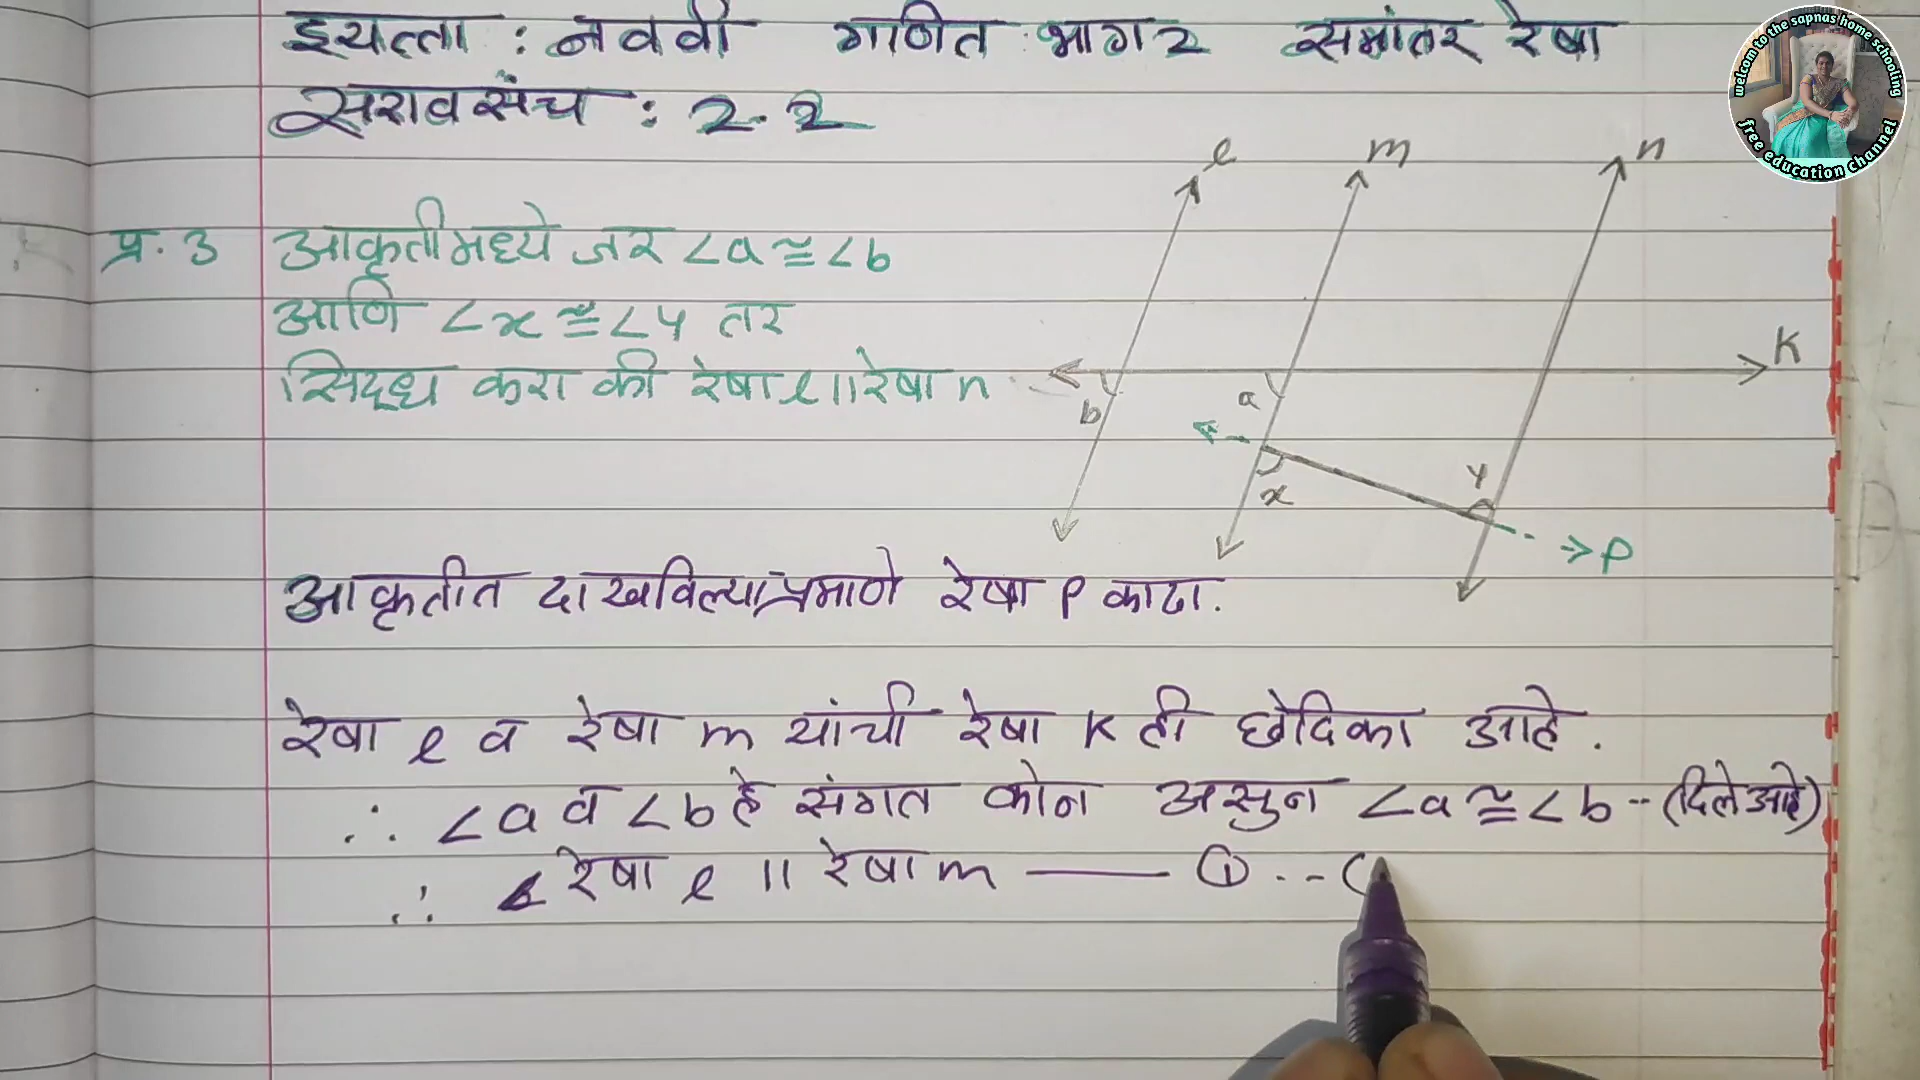 इयत्ता : नववी गणित भाग 2 समांतर रेषा
सरावसंच : 2.2
welcom to the sapnas home schooling
free education channel
प्र. 3 आकृतीमध्ये जर ∠a ≅ ∠b
आणि ∠x ≅ ∠y तर
सिद्ध करा की रेषा l || रेषा n
l m n
K
b a
x y
P
आकृतीत दाखविल्याप्रमाणे रेषा P काढा.
रेषा l व रेषा m यांची रेषा K ही छेदिका आहे.
∴ ∠a व ∠b हे संगत कोन असुन ∠a ≅ ∠b -- (दिले आहे)
∴ रेषा l || रेषा m —— ① --- (